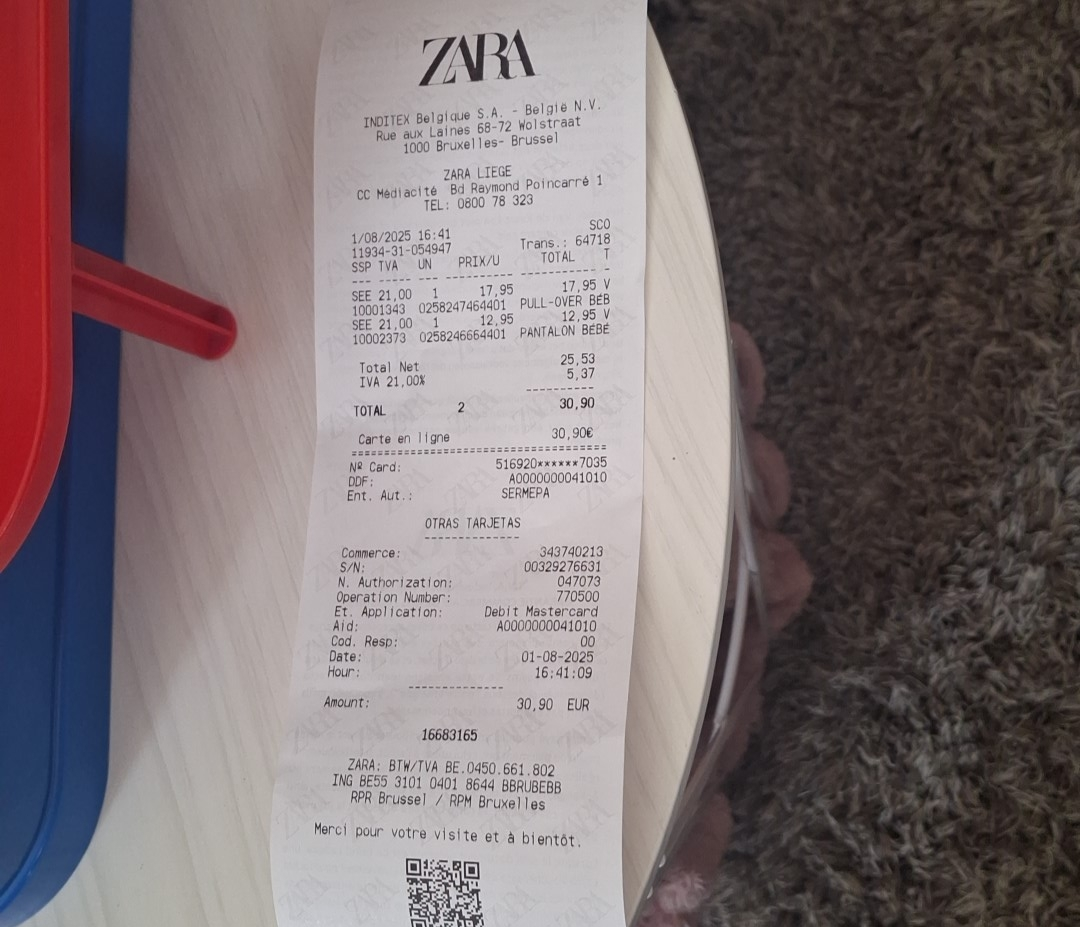 ZARA
INDITEX Belgique S.A. - België N.V.
Rue aux Laines 68-72 Wolstraat
1000 Bruxelles- Brussel
ZARA LIEGE
CC Médiacité Bd Raymond Poincarré 1
TEL: 0800 78 323
SCO
1/08/2025 16:41
11934-31-054947 Trans.: 64718
SSP TVA UN PRIX/U TOTAL T
--- ----- --- ---------- ---------- -
SEE 21,00 1 17,95 17,95 V
10001343 0258247464401 PULL-OVER BÉB
SEE 21,00 1 12,95 12,95 V
10002373 0258246664401 PANTALON BÉBÉ
Total Net 25,53
IVA 21,00% 5,37
----------
TOTAL 2 30,90
Carte en ligne 30,90€
===================================
Nº Card: 516920******7035
DDF: A0000000041010
Ent. Aut.: SERMEPA
OTRAS TARJETAS
-------------
Commerce: 343740213
S/N: 00329276631
N. Authorization: 047073
Operation Number: 770500
Et. Application: Debit Mastercard
Aid: A0000000041010
Cod. Resp: 00
Date: 01-08-2025
Hour: 16:41:09
-------------
Amount: 30,90 EUR
16683165
ZARA: BTW/TVA BE.0450.661.802
ING BE55 3101 0401 8644 BBRUBEBB
RPR Brussel / RPM Bruxelles
Merci pour votre visite et à bientôt.